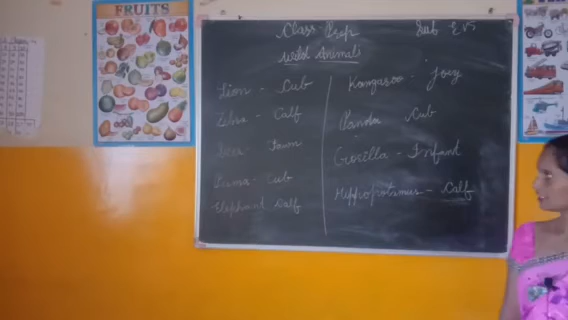 FRUITS
Class- Prep Sub EVS
Wild Animals
Lion - Cub
Zebra - Calf
Deer - Fawn
Cub
Elephant Calf
Kangaroo - Joey
Panda Cub
Gorilla - Infant
Hippopotamus - Calf